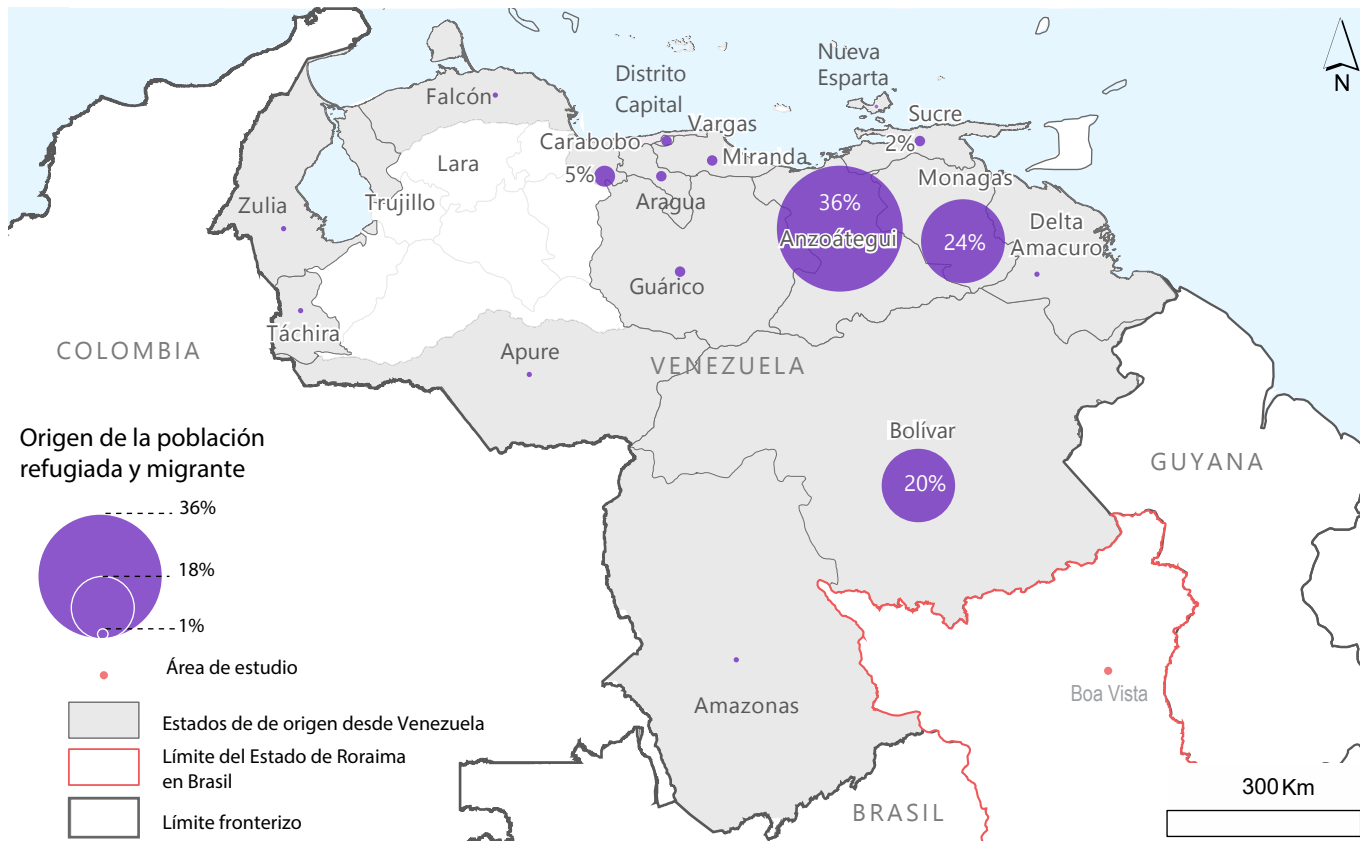 N
Nueva
Esparta
Distrito
Capital
Falcón
Vargas
Sucre
2%
Carabobo
5%
Miranda
Lara
Monagas
Trujillo
Aragua
36%
Anzoátegui
24%
Delta
Amacuro
Zulia
Guárico
Táchira
COLOMBIA
Apure
VENEZUELA
Bolívar
20%
GUYANA
Amazonas
Boa Vista
BRASIL
Origen de la población
refugiada y migrante
36%
18%
1%
Área de estudio
Estados de de origen desde Venezuela
Límite del Estado de Roraima
en Brasil
Límite fronterizo
300 Km